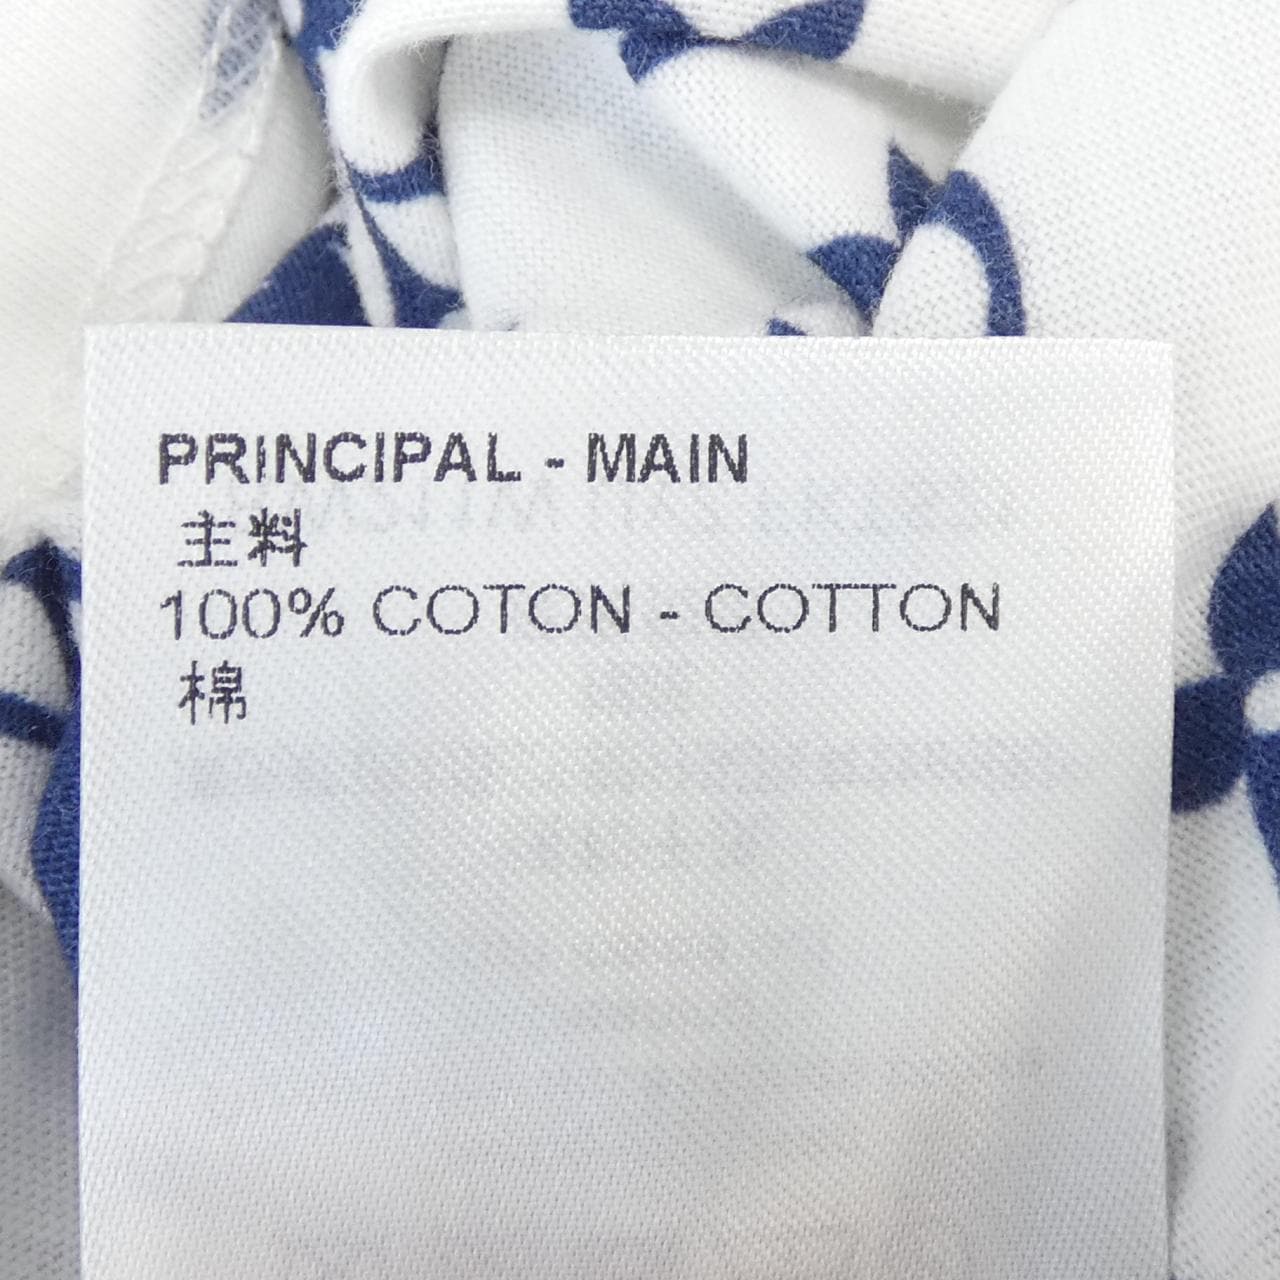 PRINCIPAL - MAIN
主料
100% COTON - COTTON
棉